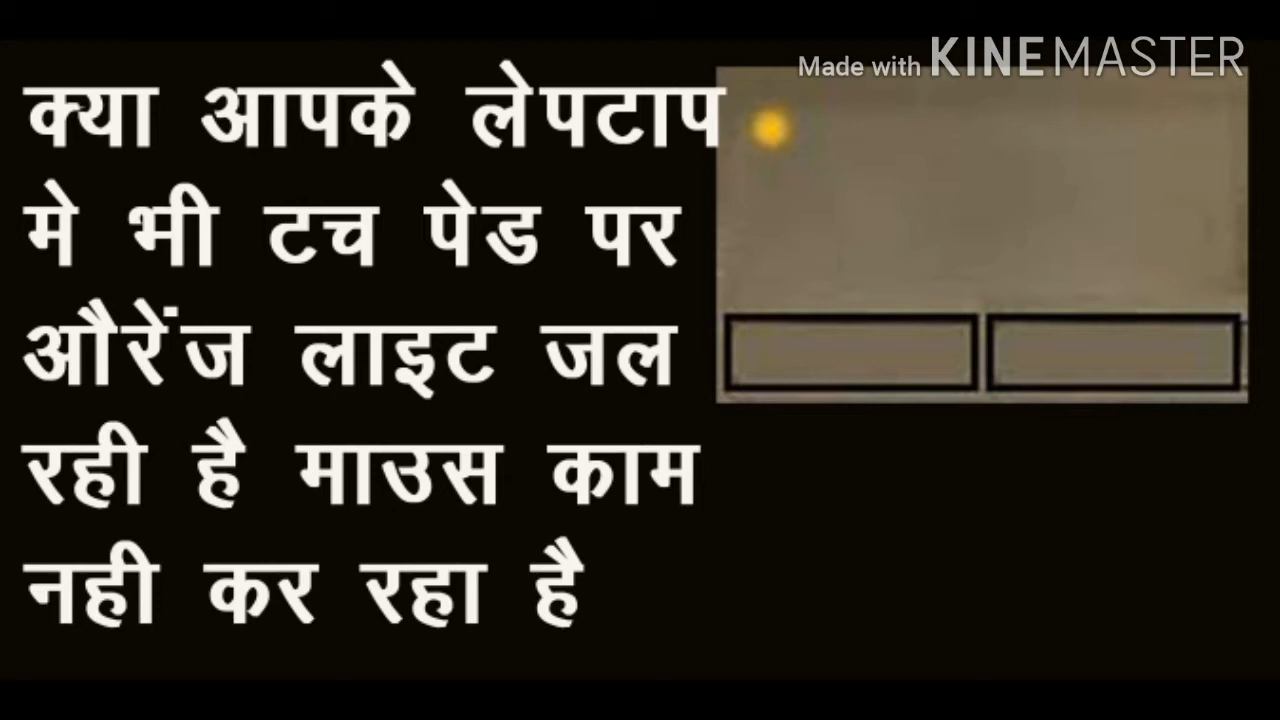 Made with KINEMASTER
क्या आपके लेपटाप
मे भी टच पेड पर
औरेंज लाइट जल
रही है माउस काम
नही कर रहा है